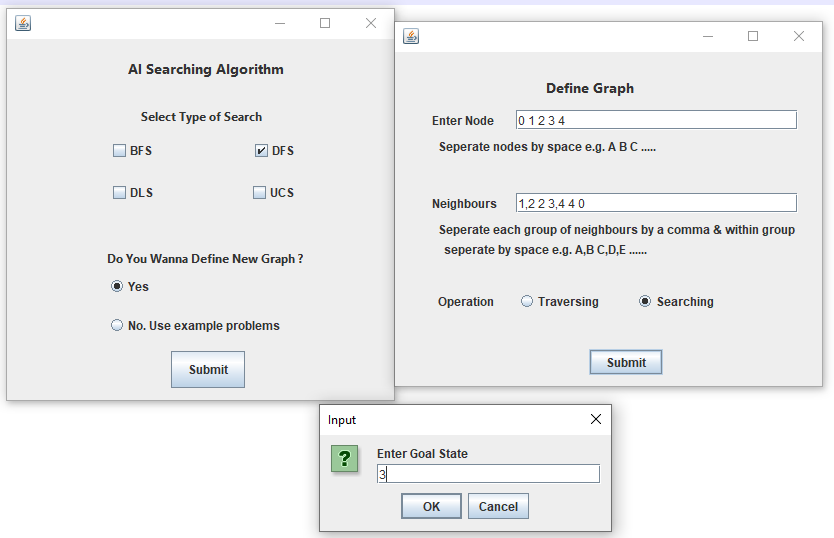 AI Searching Algorithm
Select Type of Search
BFS DFS
DLS UCS
Do You Wanna Define New Graph ?
Yes
No. Use example problems
Submit
Define Graph
Enter Node 0 1 2 3 4
Seperate nodes by space e.g. A B C .....
Neighbours 1,2 2 3,4 4 0
Seperate each group of neighbours by a comma & within group
seperate by space e.g. A,B C,D,E ......
Operation Traversing Searching
Submit
Input
?
Enter Goal State
3
OK Cancel